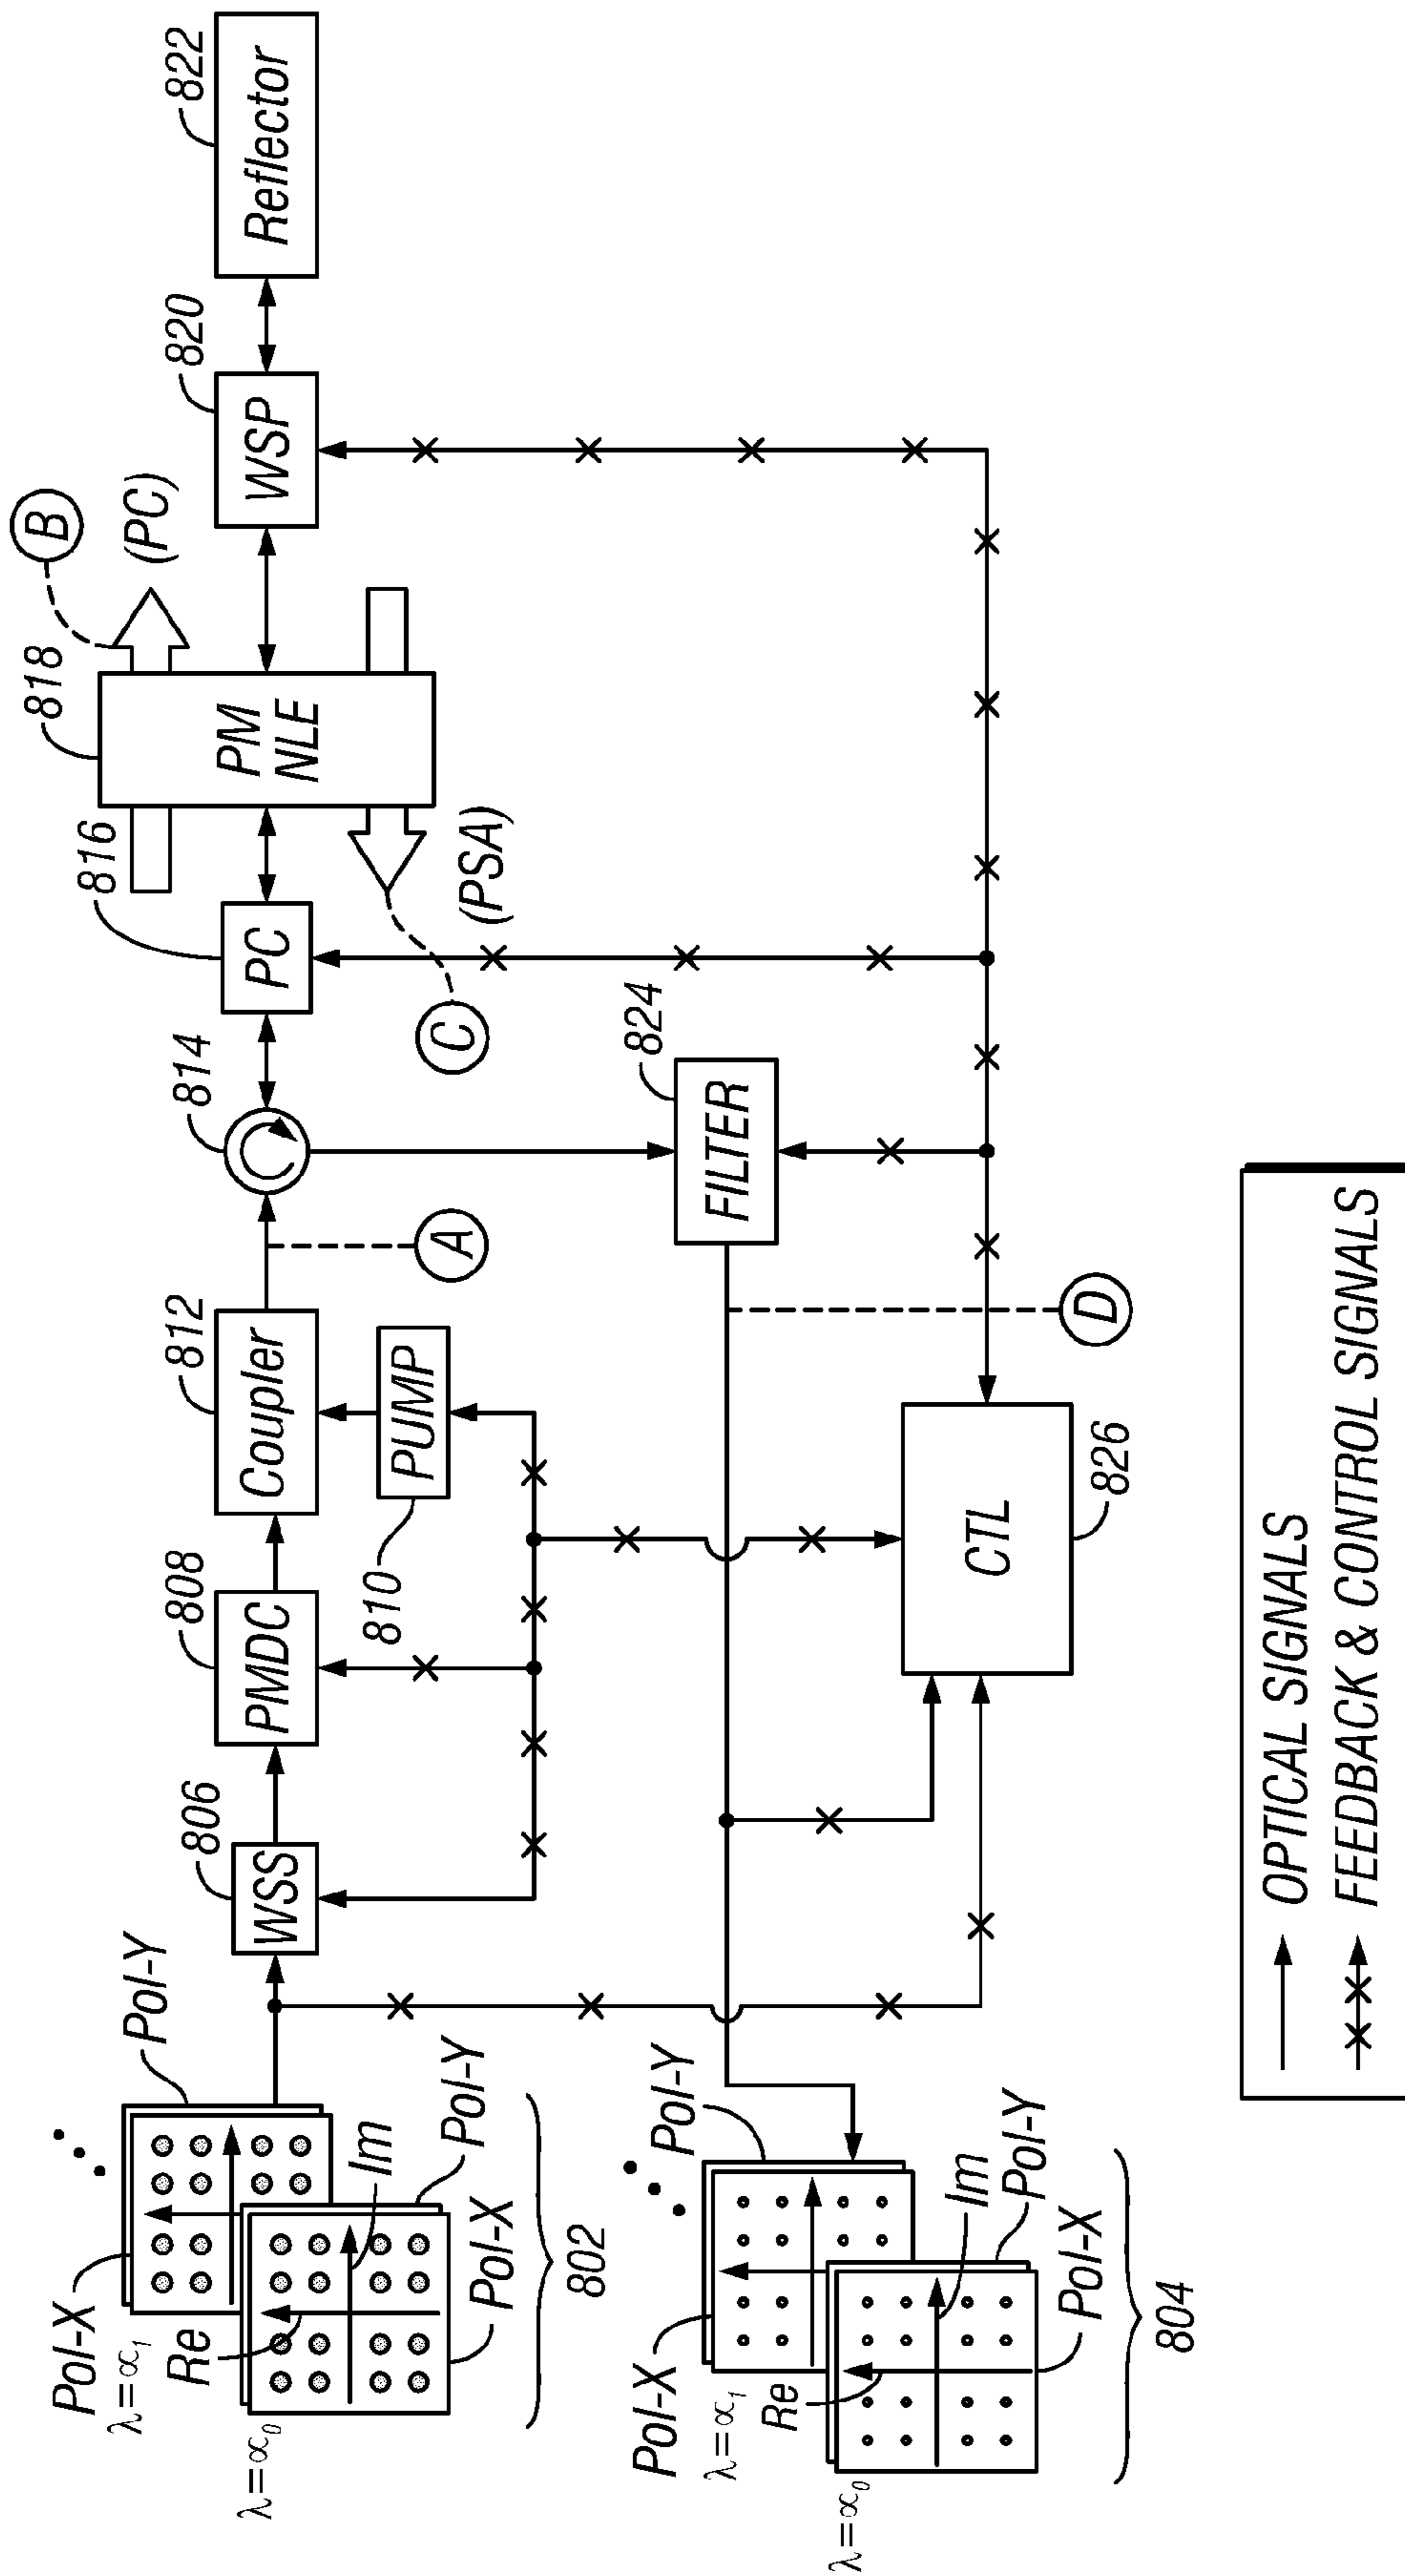 Pol-X
λ=∝₁
Pol-Y
Re
Im
λ=∝₀
Pol-X
Pol-Y
802
WSS
806
PMDC
808
Coupler
812
PUMP
810
A
814
PC
816
PM
NLE
818
B
(PC)
C
(PSA)
WSP
820
Reflector
822
FILTER
824
D
CTL
826
Pol-X
λ=∝₁
Pol-Y
Re
Im
λ=∝₀
Pol-X
Pol-Y
804
OPTICAL SIGNALS
FEEDBACK & CONTROL SIGNALS